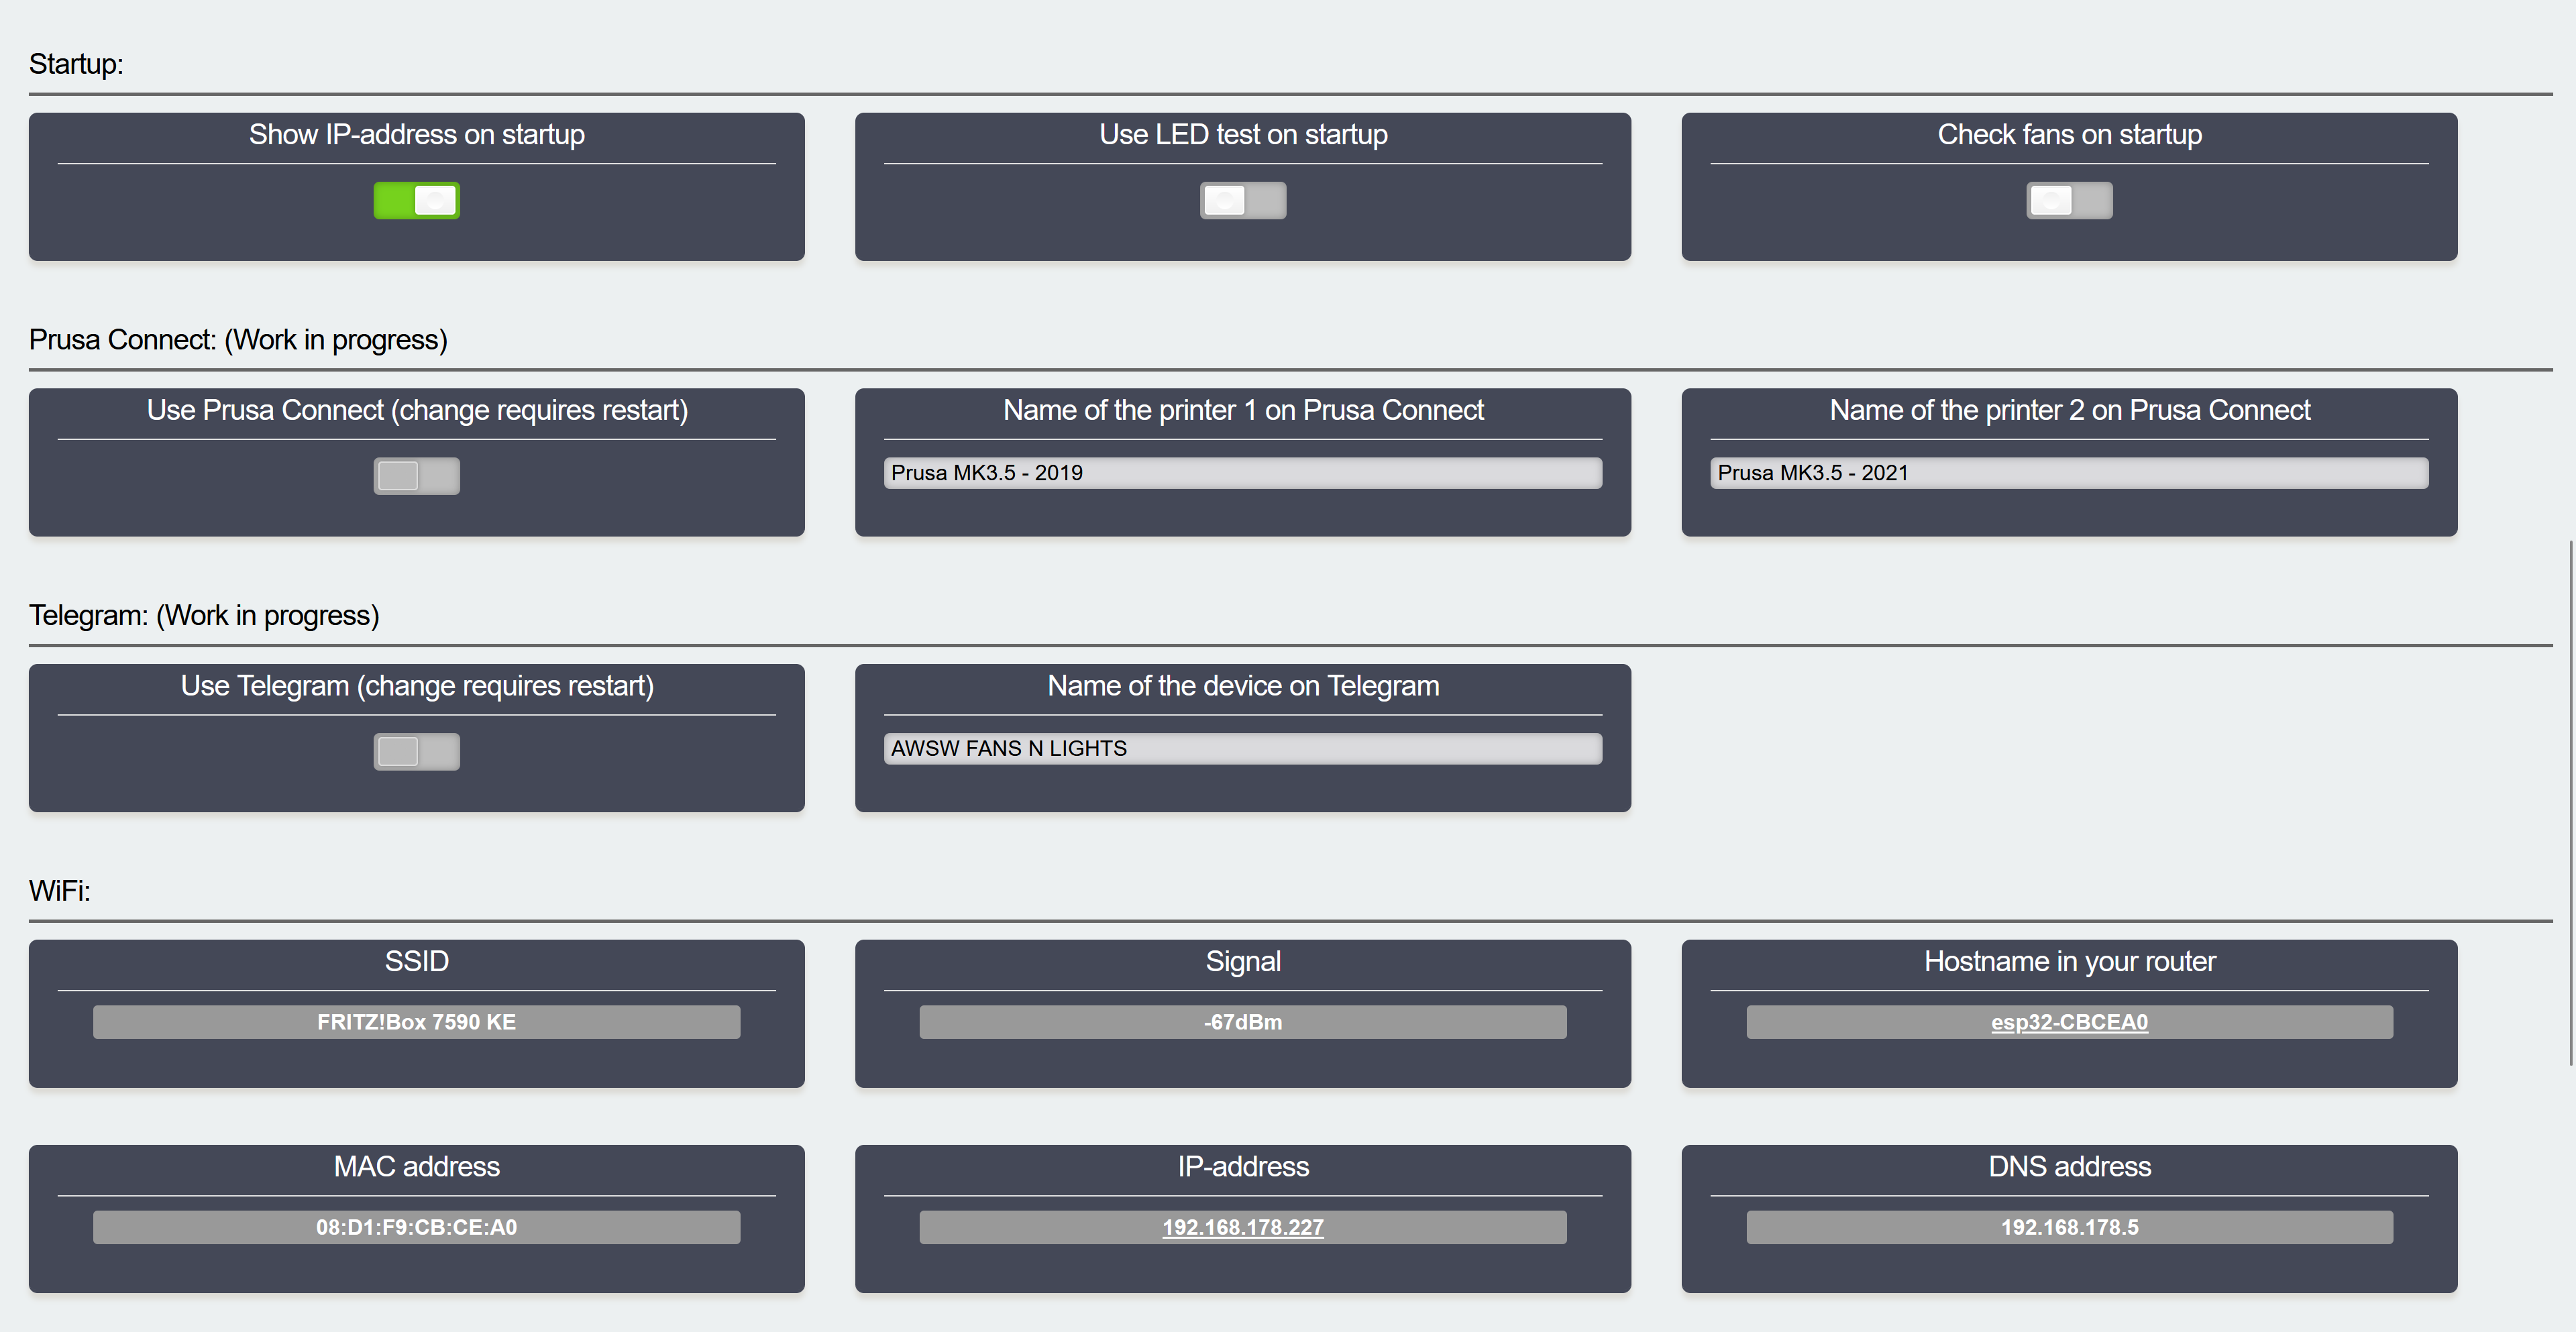 Startup:
Show IP-address on startup
Use LED test on startup
Check fans on startup
Prusa Connect: (Work in progress)
Use Prusa Connect (change requires restart)
Name of the printer 1 on Prusa Connect
Name of the printer 2 on Prusa Connect
Prusa MK3.5 - 2019
Prusa MK3.5 - 2021
Telegram: (Work in progress)
Use Telegram (change requires restart)
Name of the device on Telegram
AWSW FANS N LIGHTS
WiFi:
SSID
Signal
Hostname in your router
FRITZ!Box 7590 KE
-67dBm
esp32-CBCEA0
MAC address
IP-address
DNS address
08:D1:F9:CB:CE:A0
192.168.178.227
192.168.178.5